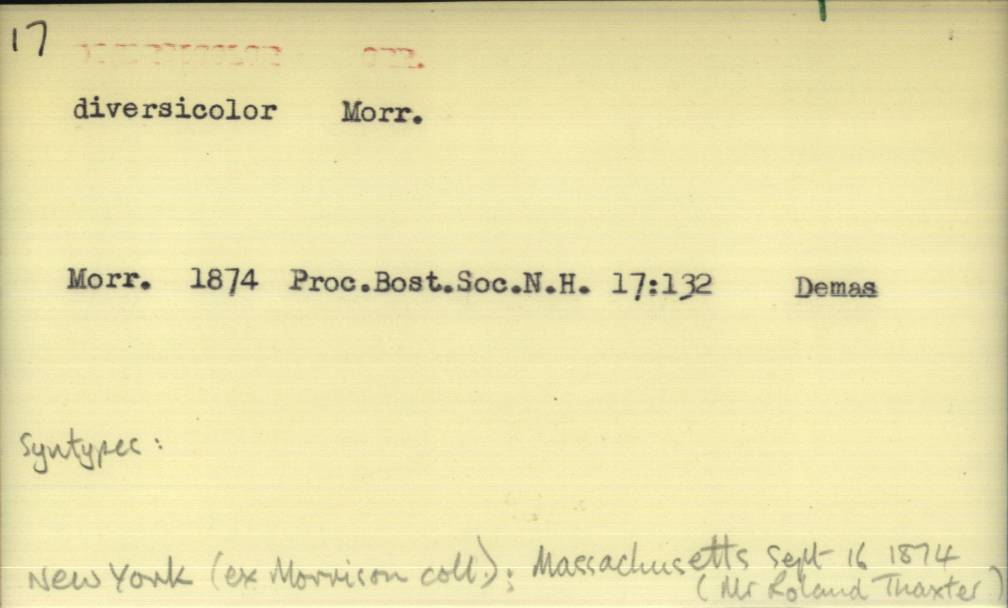 17
diversicolor Morr.
Morr. 1874 Proc.Bost.Soc.N.H. 17:132 Demas
Syntypes:
New York (ex Morrison coll.); Massachusetts Sept 16 1874
(Mr Roland Thaxter)